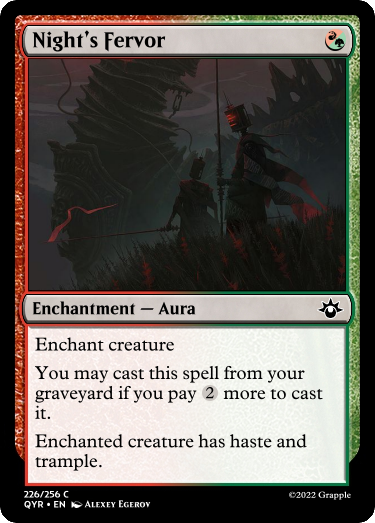 Night's Fervor
Enchantment — Aura
Enchant creature
You may cast this spell from your
graveyard if you pay 2 more to cast
it.
Enchanted creature has haste and
trample.
226/256 C
QYR • EN Alexey Egerov
©2022 Grapple